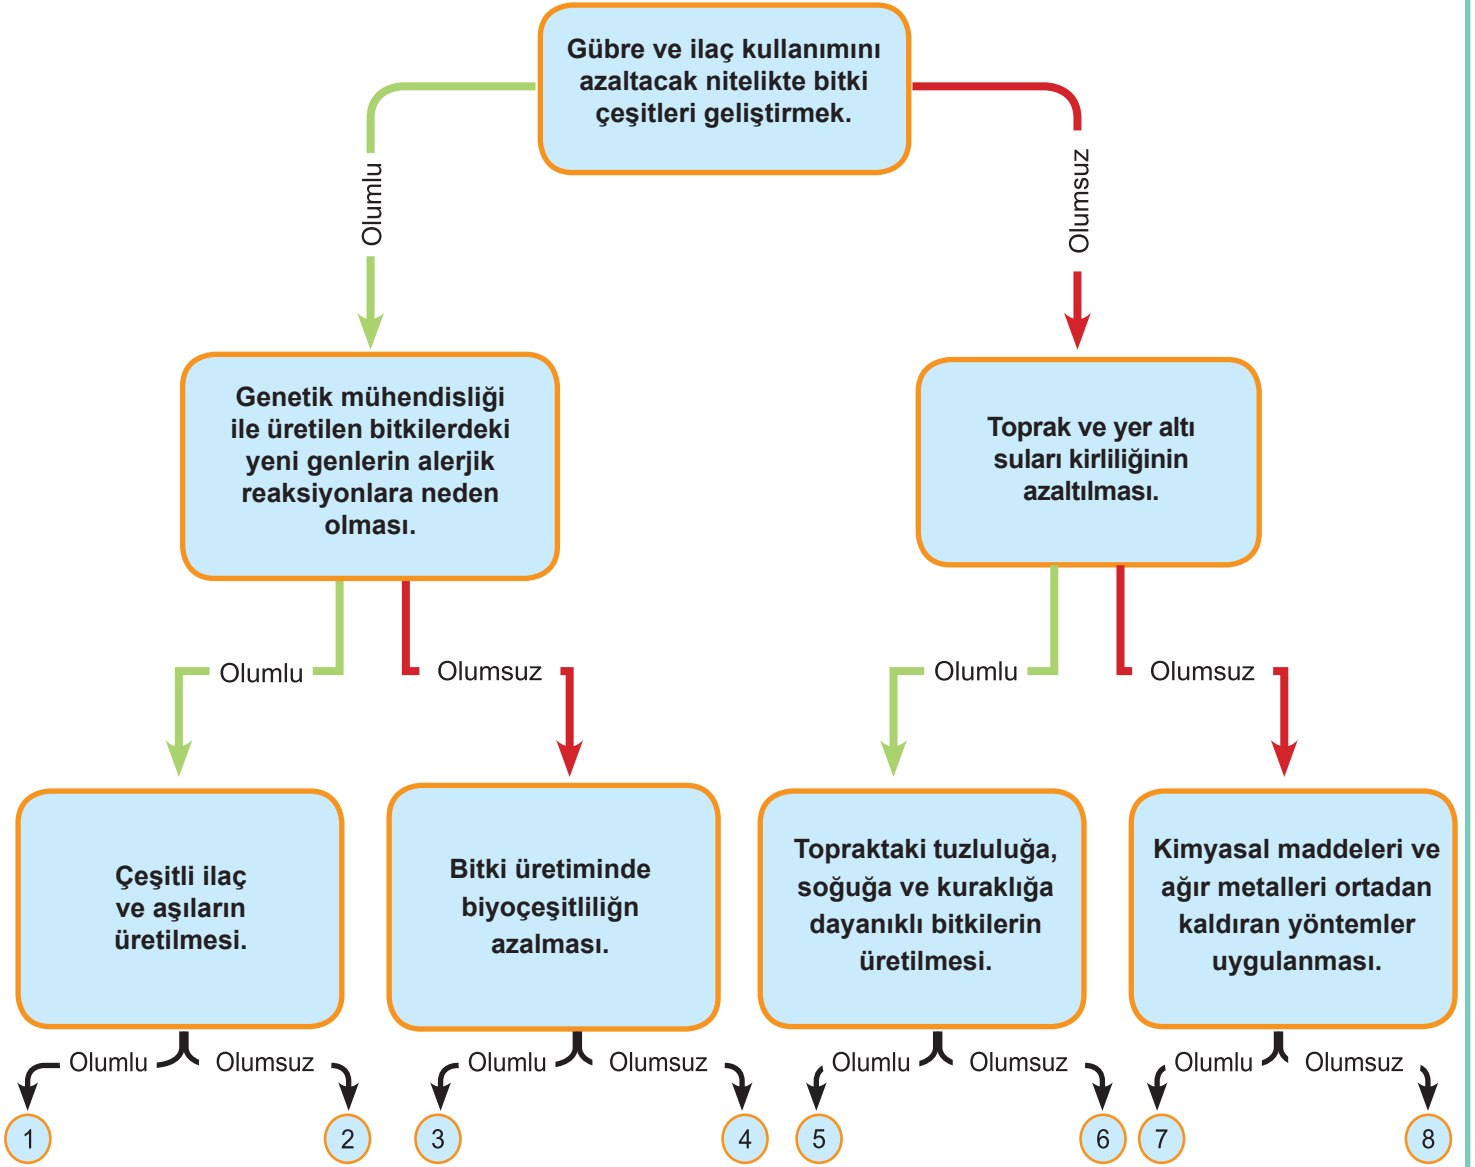 Gübre ve ilaç kullanımını
azaltacak nitelikte bitki
çeşitleri geliştirmek.
Olumlu
Olumsuz
Genetik mühendisliği
ile üretilen bitkilerdeki
yeni genlerin alerjik
reaksiyonlara neden
olması.
Toprak ve yer altı
suları kirliliğinin
azaltılması.
Olumlu
Olumsuz
Olumlu
Olumsuz
Çeşitli ilaç
ve aşıların
üretilmesi.
Bitki üretiminde
biyoçeşitliliğn
azalması.
Topraktaki tuzluluğa,
soğuğa ve kuraklığa
dayanıklı bitkilerin
üretilmesi.
Kimyasal maddeleri ve
ağır metalleri ortadan
kaldıran yöntemler
uygulanması.
Olumlu
Olumsuz
Olumlu
Olumsuz
Olumlu
Olumsuz
Olumlu
Olumsuz
1
2
3
4
5
6
7
8